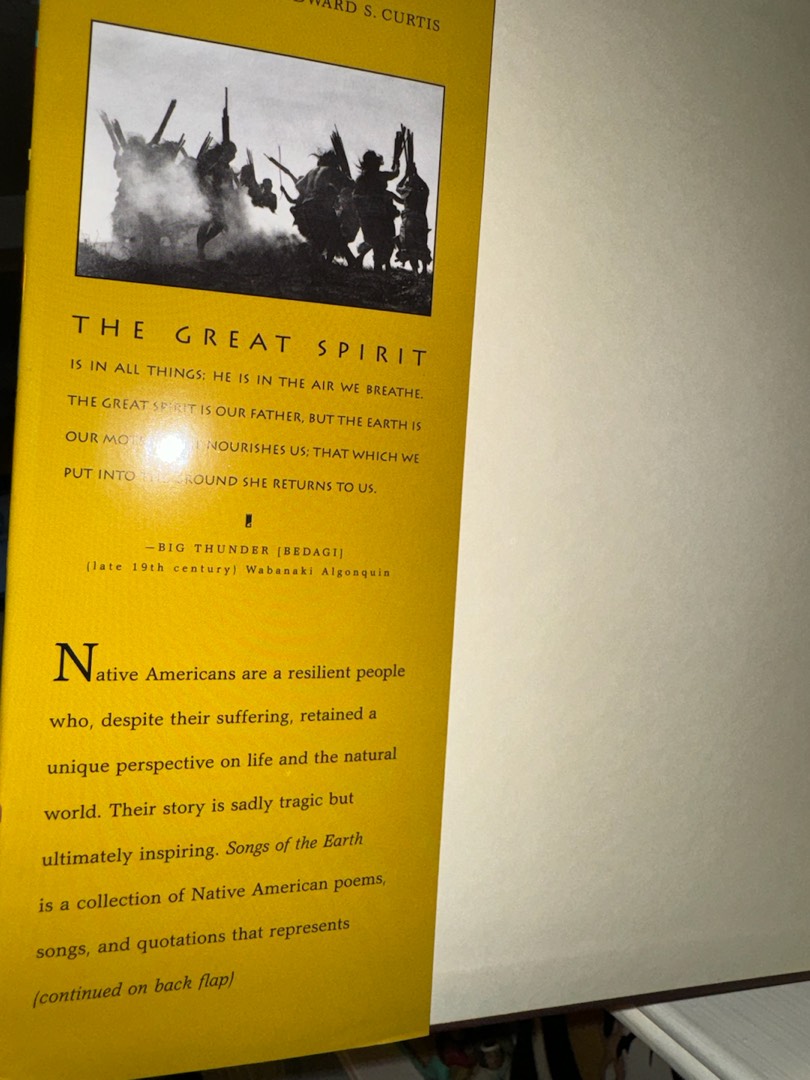 S. CURTIS
THE GREAT SPIRIT
IS IN ALL THINGS; HE IS IN THE AIR WE BREATHE.
THE GREAT SPIRIT IS OUR FATHER, BUT THE EARTH IS
OUR NOURISHES US; THAT WHICH WE
PUT INTO SHE RETURNS TO US.
—BIG THUNDER [BEDAGI]
(late 19th century) Wabanaki Algonquin
Native Americans are a resilient people
who, despite their suffering, retained a
unique perspective on life and the natural
world. Their story is sadly tragic but
ultimately inspiring. Songs of the Earth
is a collection of Native American poems,
songs, and quotations that represents
(continued on back flap)